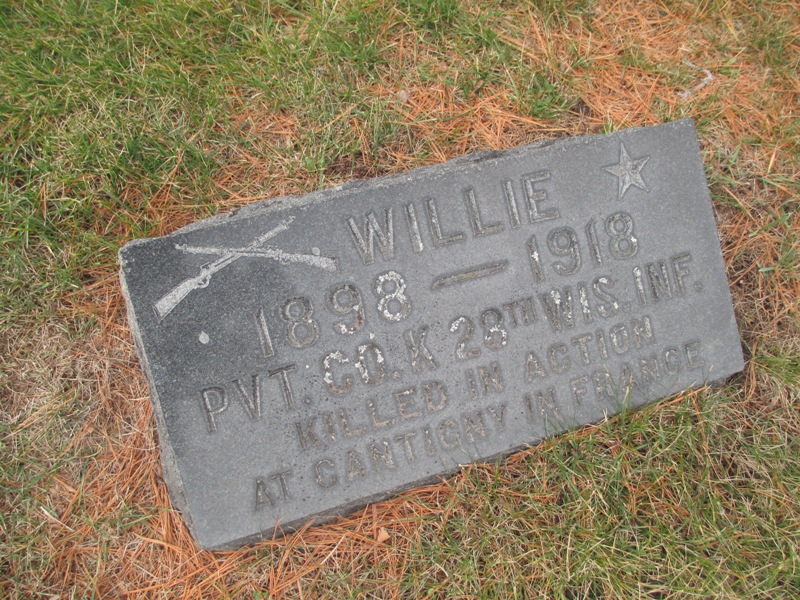 WILLIE
1898 — 1918
PVT. CO. K 28TH WIS. INF.
KILLED IN ACTION
AT CANTIGNY IN FRANCE